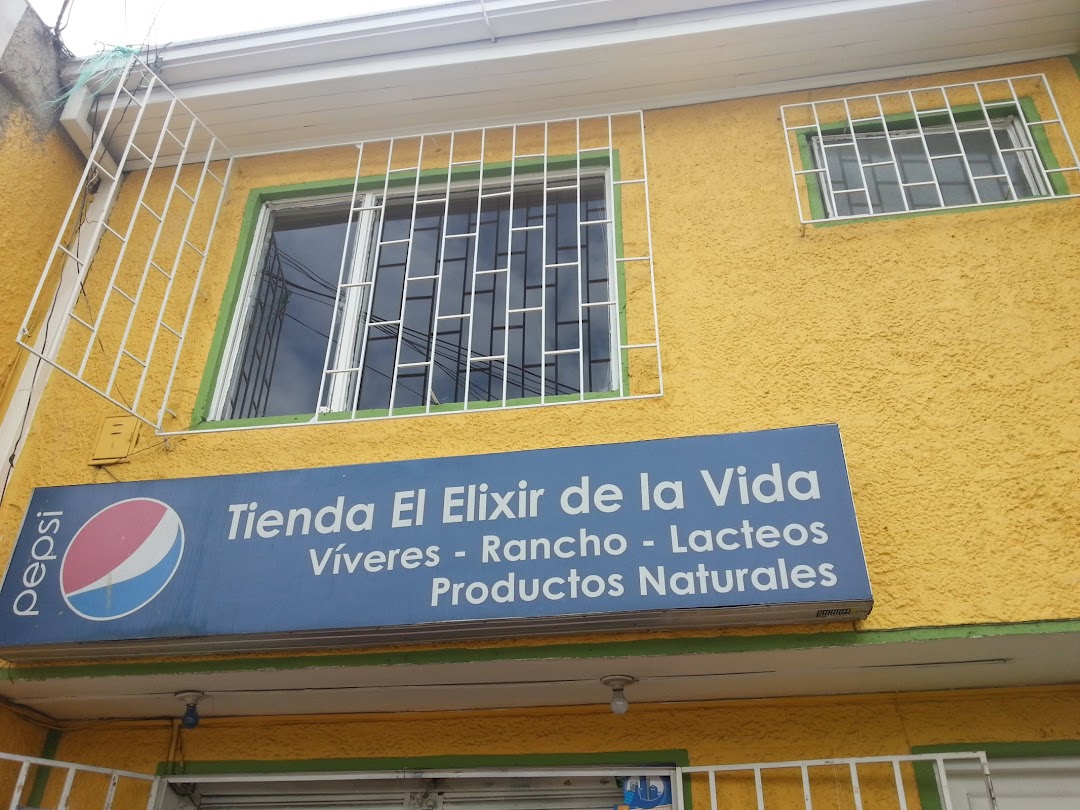 pepsi
Tienda El Elixir de la Vida
Víveres - Rancho - Lacteos
Productos Naturales